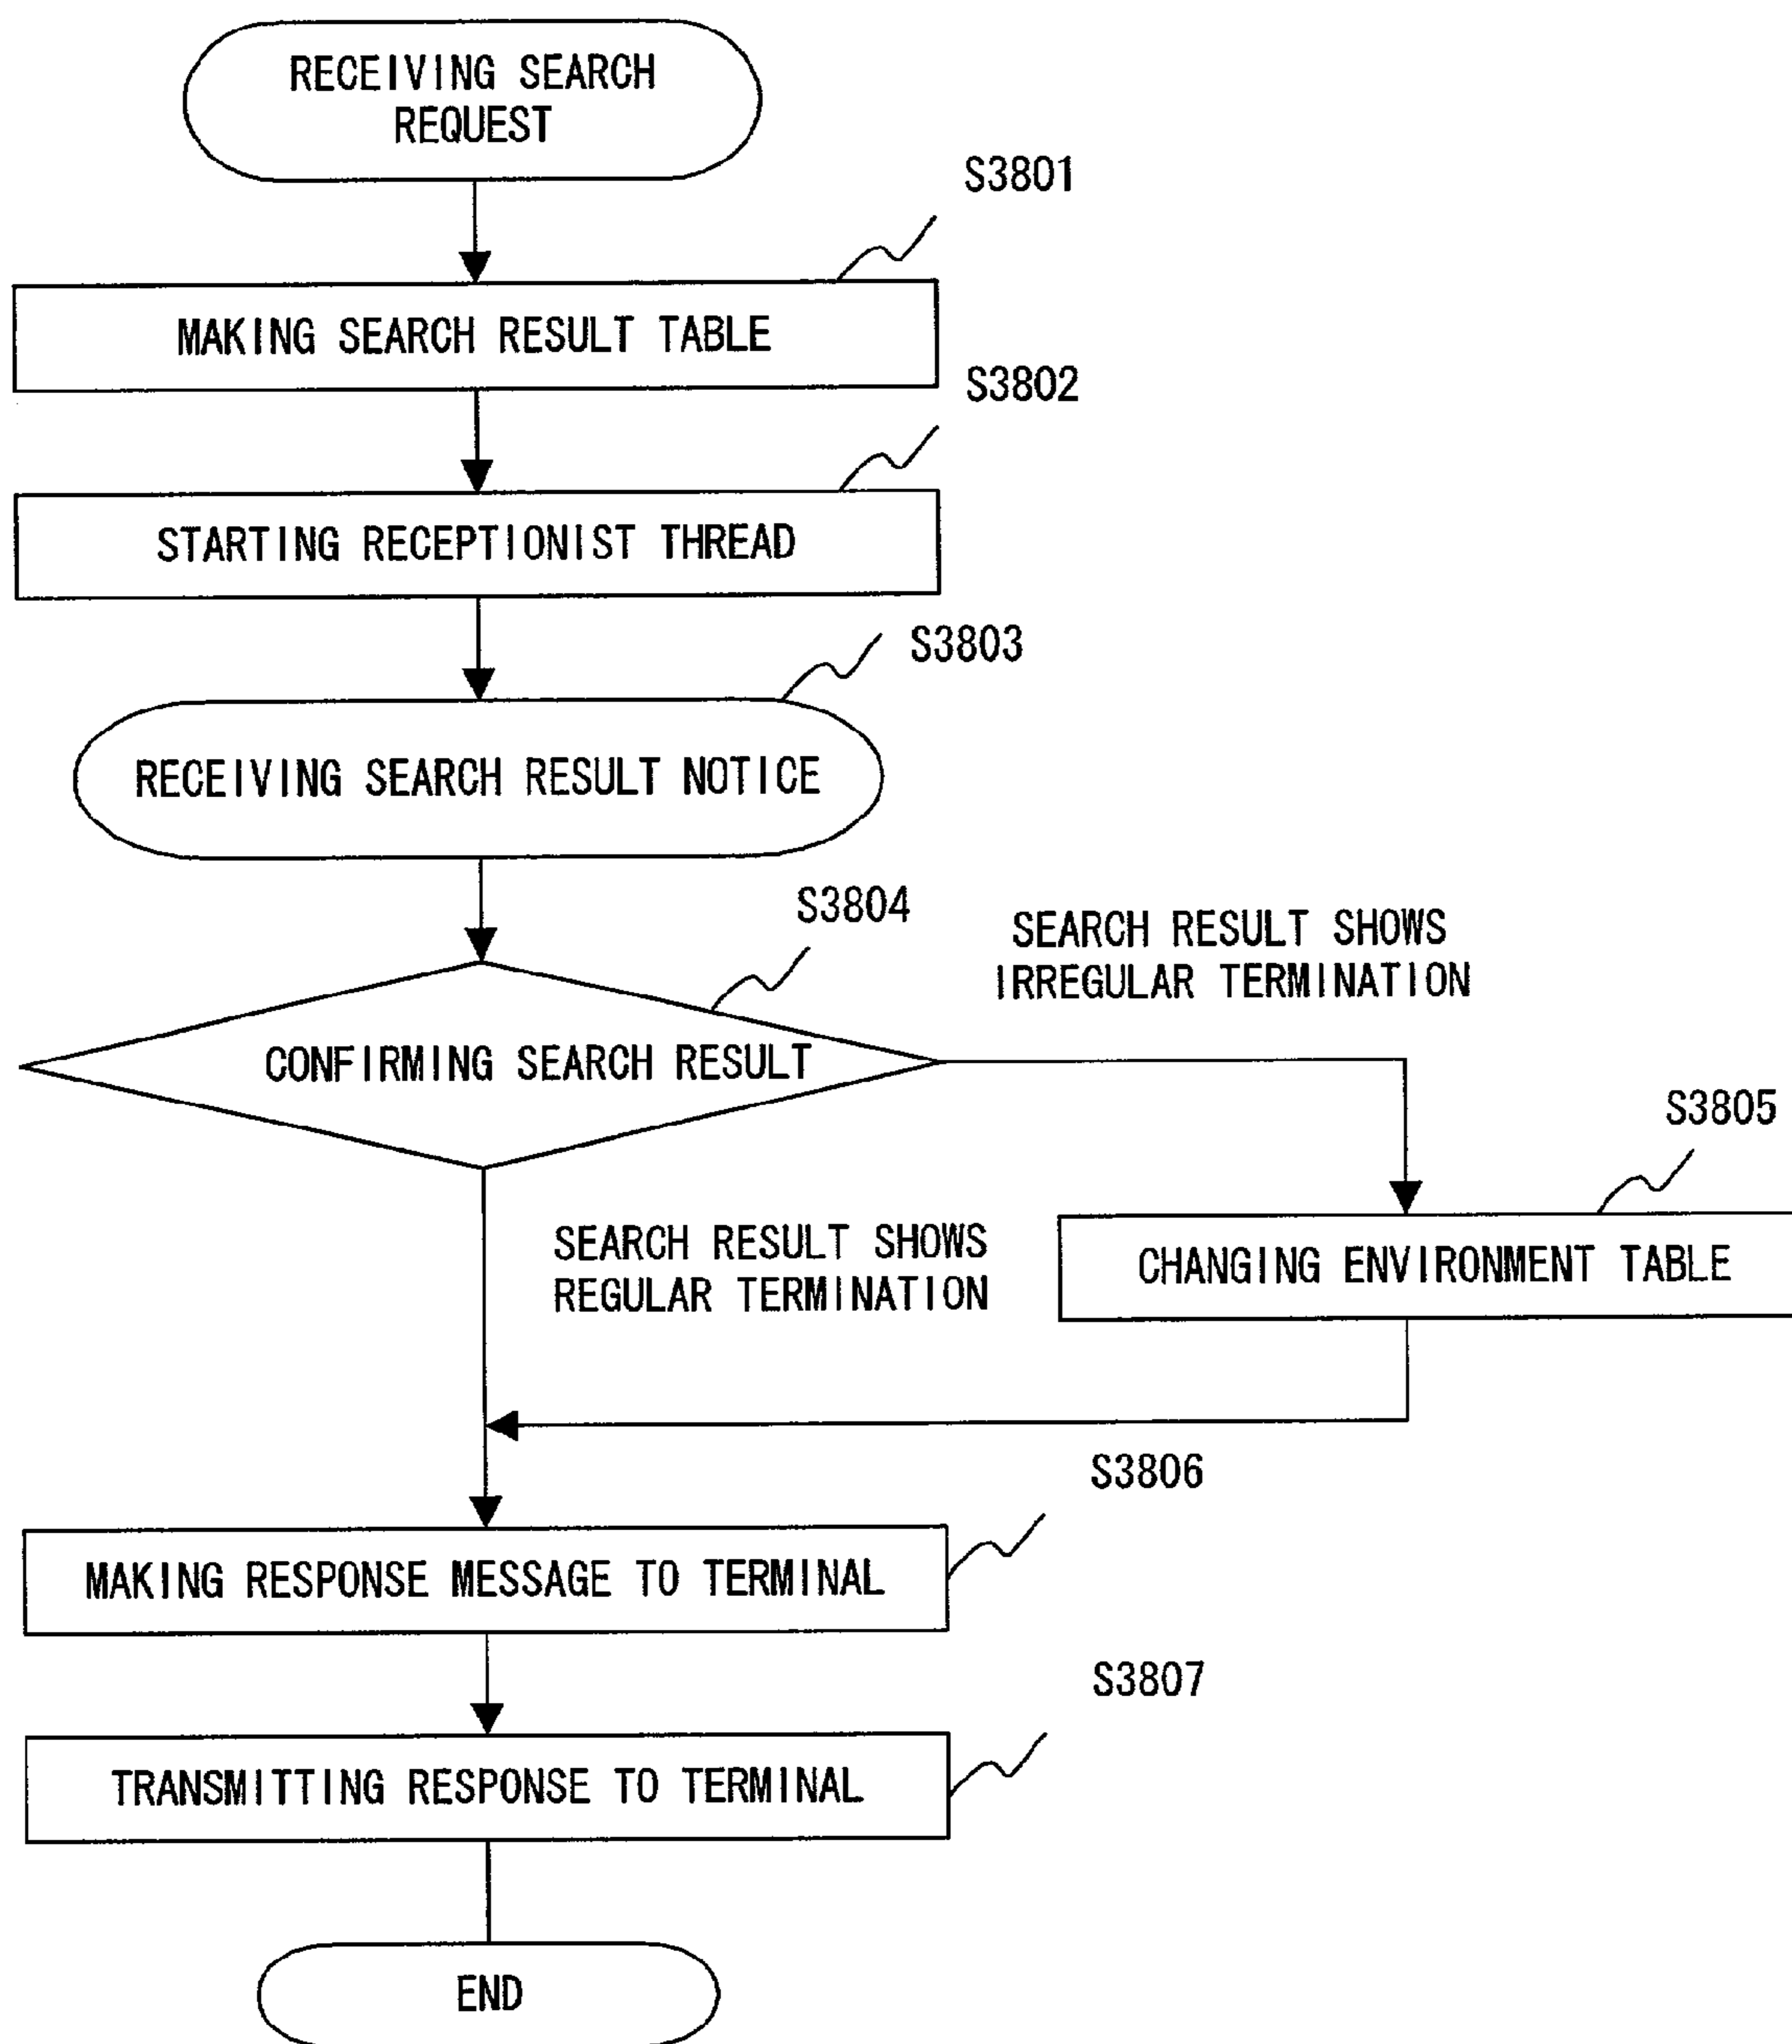 RECEIVING SEARCH
REQUEST
S3801
MAKING SEARCH RESULT TABLE
S3802
STARTING RECEPTIONIST THREAD
S3803
RECEIVING SEARCH RESULT NOTICE
S3804
SEARCH RESULT SHOWS
IRREGULAR TERMINATION
CONFIRMING SEARCH RESULT
S3805
SEARCH RESULT SHOWS
REGULAR TERMINATION
CHANGING ENVIRONMENT TABLE
S3806
MAKING RESPONSE MESSAGE TO TERMINAL
S3807
TRANSMITTING RESPONSE TO TERMINAL
END